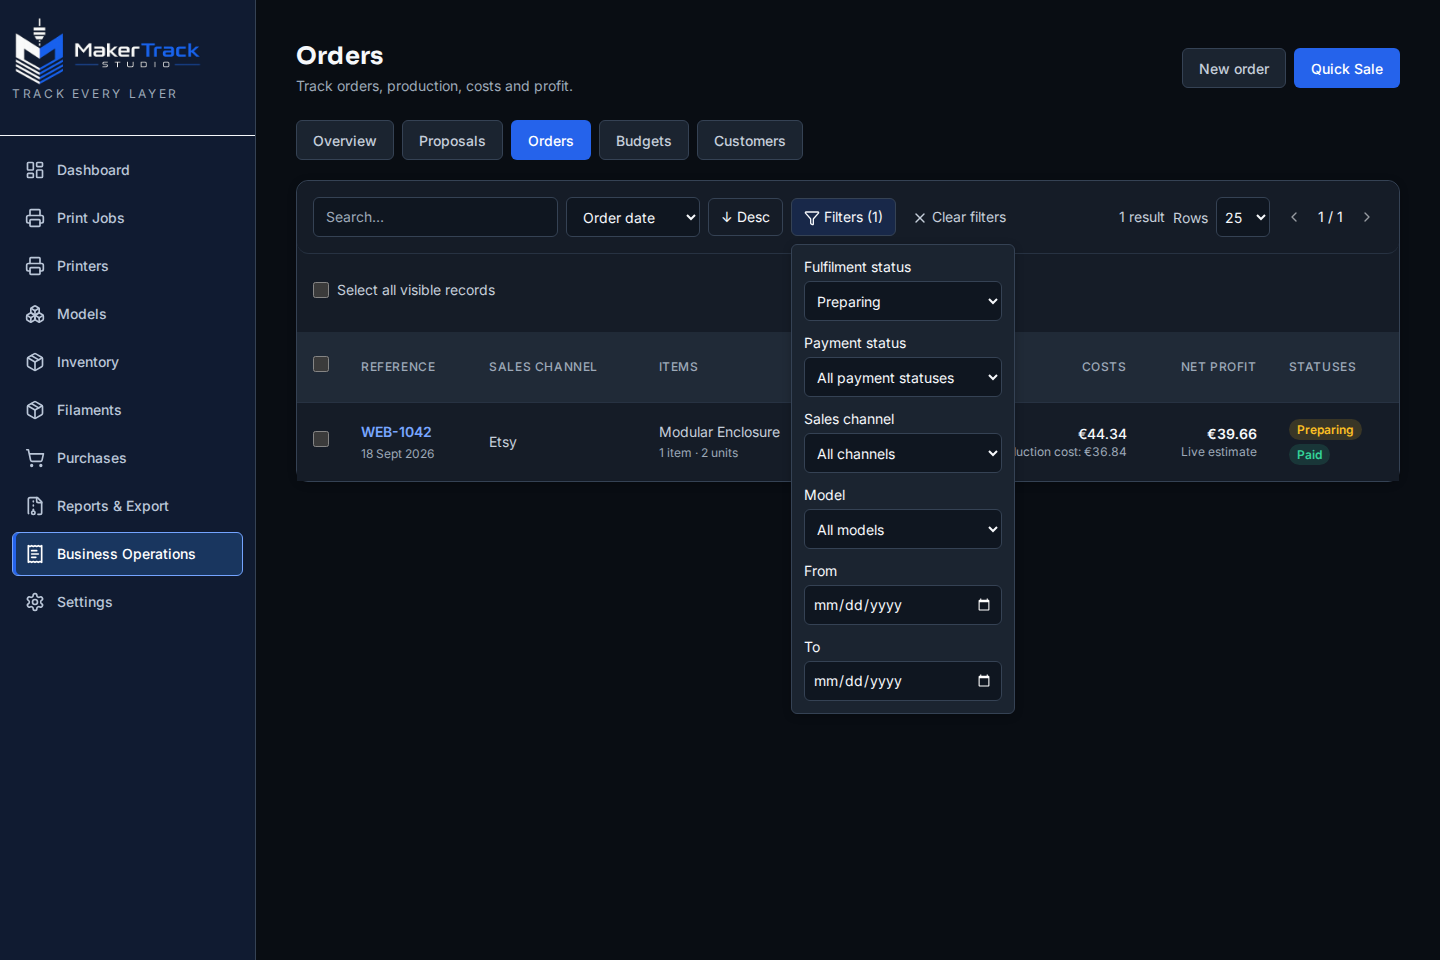 MakerTrack
STUDIO
TRACK EVERY LAYER
Dashboard
Print Jobs
Printers
Models
Inventory
Filaments
Purchases
Reports & Export
Business Operations
Settings
Orders
Track orders, production, costs and profit.
New order
Quick Sale
Overview
Proposals
Orders
Budgets
Customers
Search...
Order date
↓ Desc
Filters (1)
Clear filters
1 result
Rows
25
1 / 1
Select all visible records
REFERENCE
SALES CHANNEL
ITEMS
COSTS
NET PROFIT
STATUSES
WEB-1042
18 Sept 2026
Etsy
Modular Enclosure
1 item · 2 units
€44.34
cost: €36.84
€39.66
Live estimate
Preparing
Paid
Fulfilment status
Preparing
Payment status
All payment statuses
Sales channel
All channels
Model
All models
From
mm/dd/yyyy
To
mm/dd/yyyy